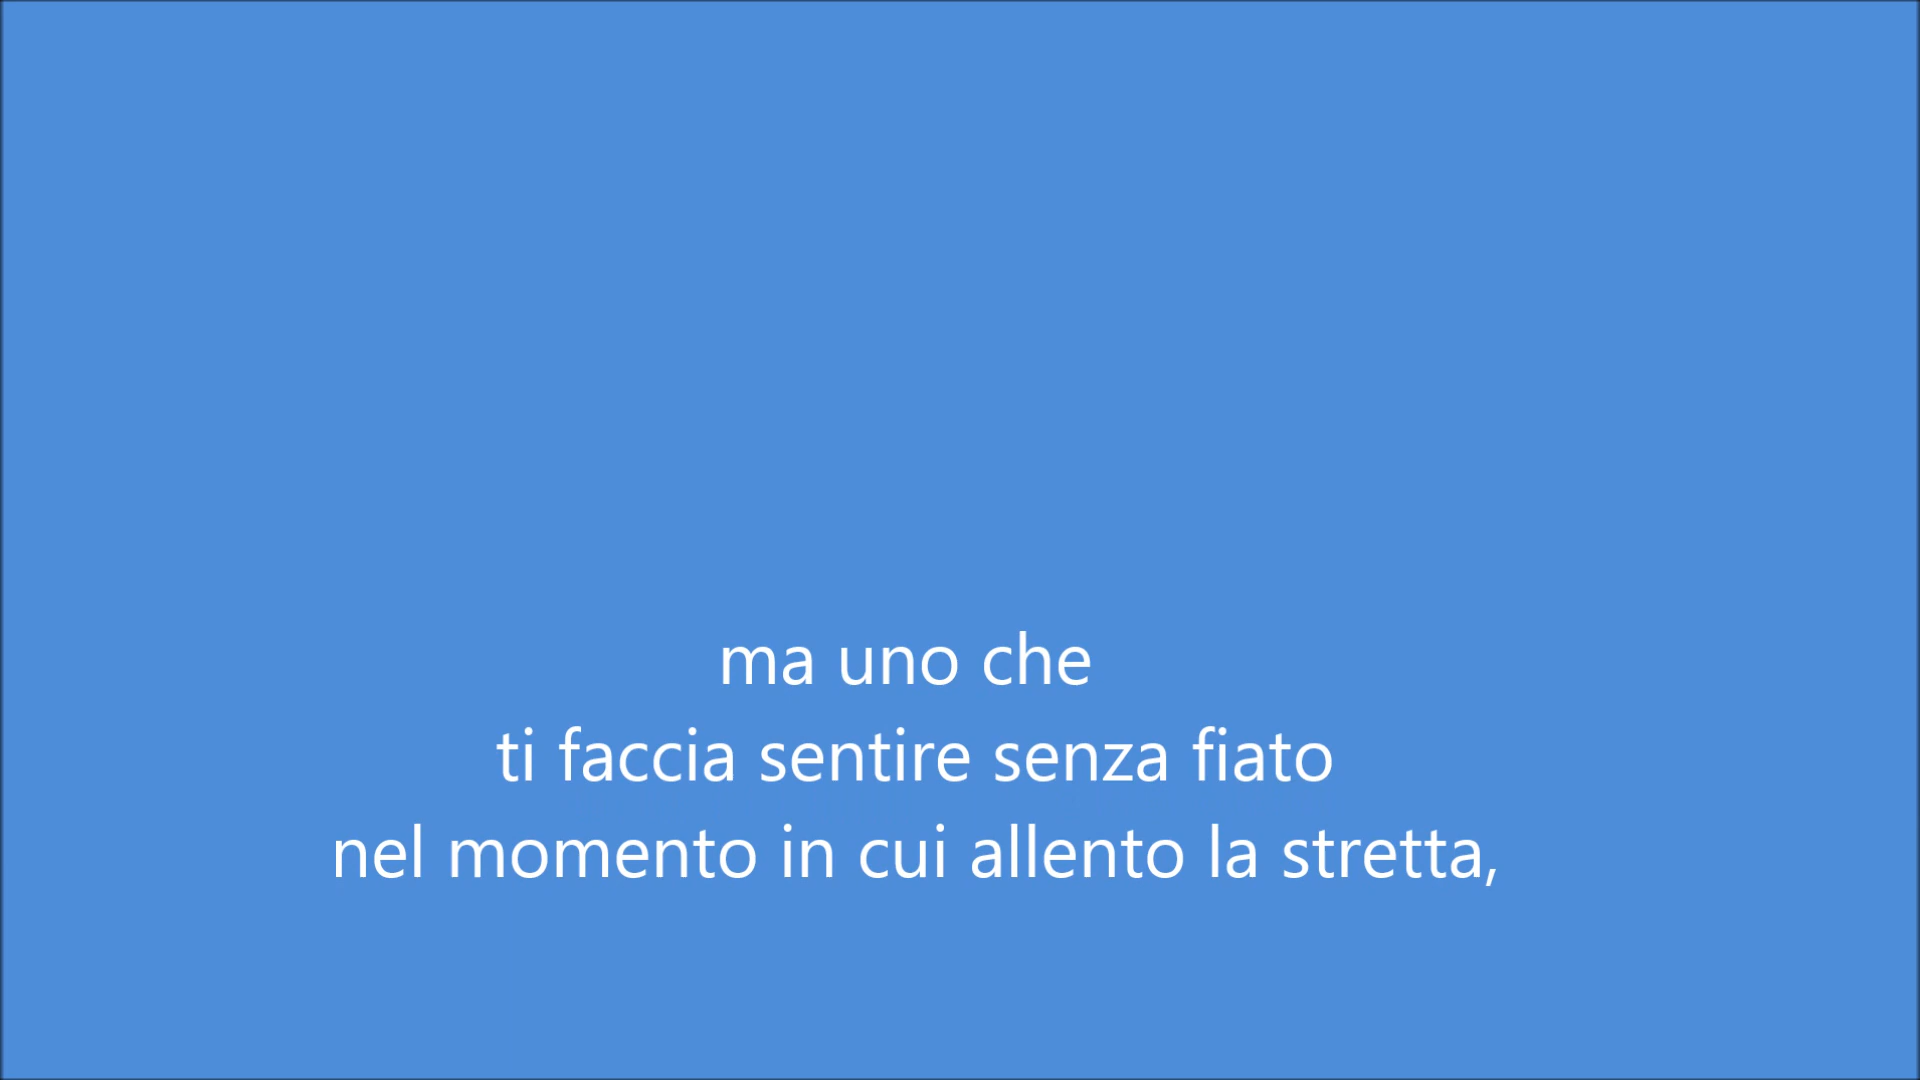 ma uno che
ti faccia sentire senza fiato
nel momento in cui allento la stretta,